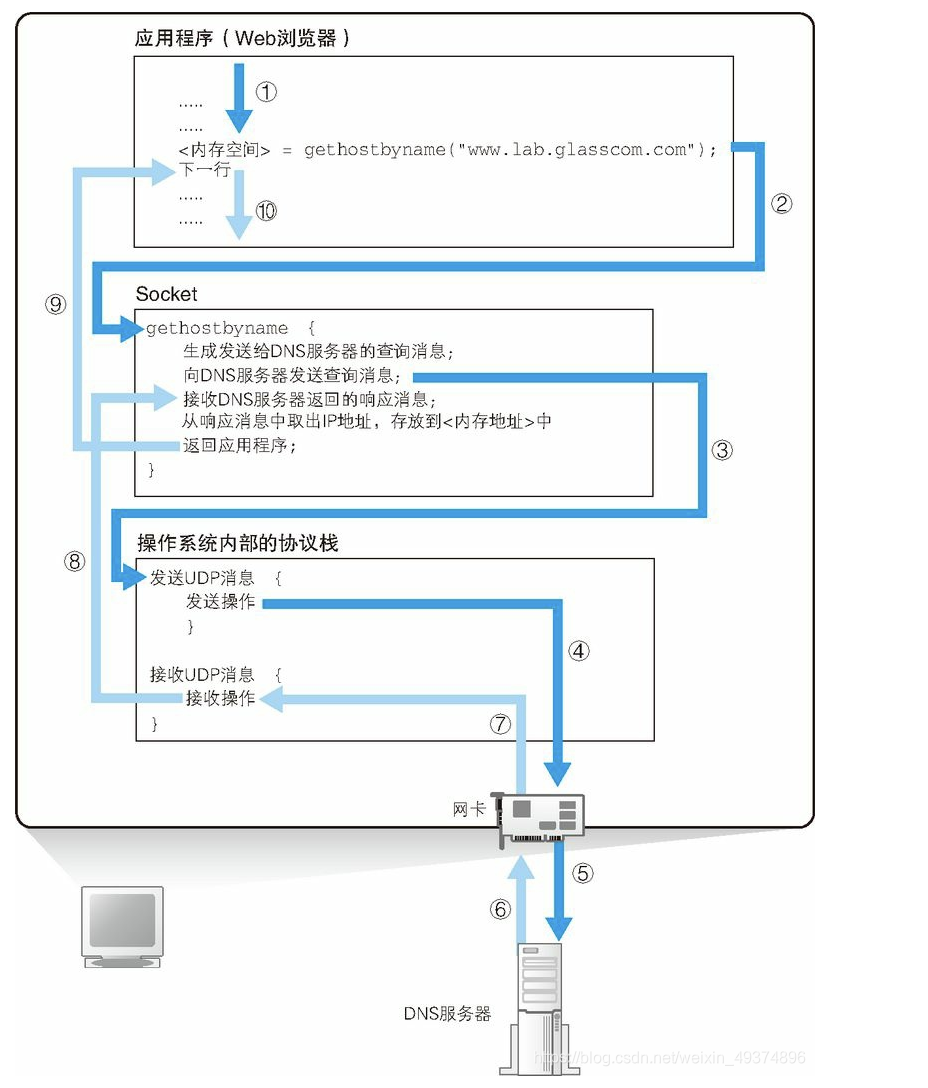 应用程序（Web浏览器）
①
.....
.....
<内存空间> = gethostbyname("www.lab.glasscom.com");
下一行
②
.....
⑩
.....
⑨
Socket
gethostbyname {
生成发送给DNS服务器的查询消息;
向DNS服务器发送查询消息;
接收DNS服务器返回的响应消息;
从响应消息中取出IP地址，存放到<内存地址>中
返回应用程序;
③
}
操作系统内部的协议栈
⑧
发送UDP消息 {
发送操作
}
④
接收UDP消息 {
接收操作
}
⑦
网卡
⑤
⑥
DNS服务器
https://blog.csdn.net/weixin_49374896